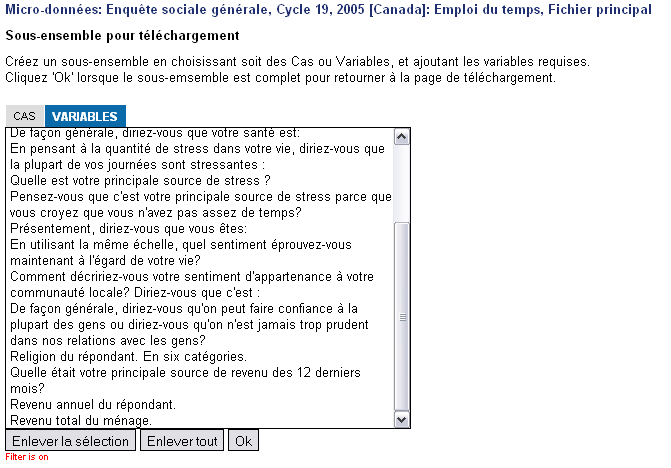 Micro-données: Enquête sociale générale, Cycle 19, 2005 [Canada]: Emploi du temps, Fichier principal
Sous-ensemble pour téléchargement
Créez un sous-ensemble en choisissant soit des Cas ou Variables, et ajoutant les variables requises.
Cliquez 'Ok' lorsque le sous-emsemble est complet pour retourner à la page de téléchargement.
CAS VARIABLES
De façon générale, diriez-vous que votre santé est:
En pensant à la quantité de stress dans votre vie, diriez-vous que
la plupart de vos journées sont stressantes :
Quelle est votre principale source de stress ?
Pensez-vous que c'est votre principale source de stress parce que
vous croyez que vous n'avez pas assez de temps?
Présentement, diriez-vous que vous êtes:
En utilisant la même échelle, quel sentiment éprouvez-vous
maintenant à l'égard de votre vie?
Comment décririez-vous votre sentiment d'appartenance à votre
communauté locale? Diriez-vous que c'est :
De façon générale, diriez-vous qu'on peut faire confiance à la
plupart des gens ou diriez-vous qu'on n'est jamais trop prudent
dans nos relations avec les gens?
Religion du répondant. En six catégories.
Quelle était votre principale source de revenu des 12 derniers
mois?
Revenu annuel du répondant.
Revenu total du ménage.
Enlever la sélection Enlever tout Ok
Filter is on